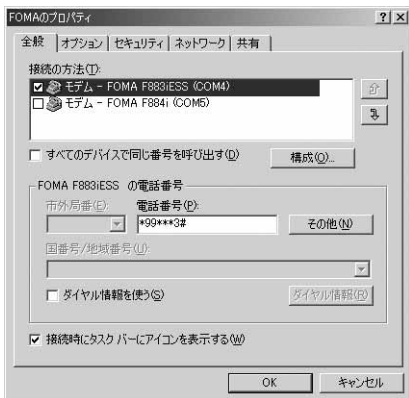 FOMAのプロパティ
全般 オプション セキュリティ ネットワーク 共有
接続の方法(T):
モデム - FOMA F883iESS (COM4)
モデム - FOMA F884i (COM5)
すべてのデバイスで同じ番号を呼び出す(D) 構成(O)...
FOMA F883iESS の電話番号
市外局番(E): 電話番号(P):
*99***3# その他(N)
国番号/地域番号(U):
ダイヤル情報を使う(S) ダイヤル情報(R)
接続時にタスク バーにアイコンを表示する(W)
OK キャンセル